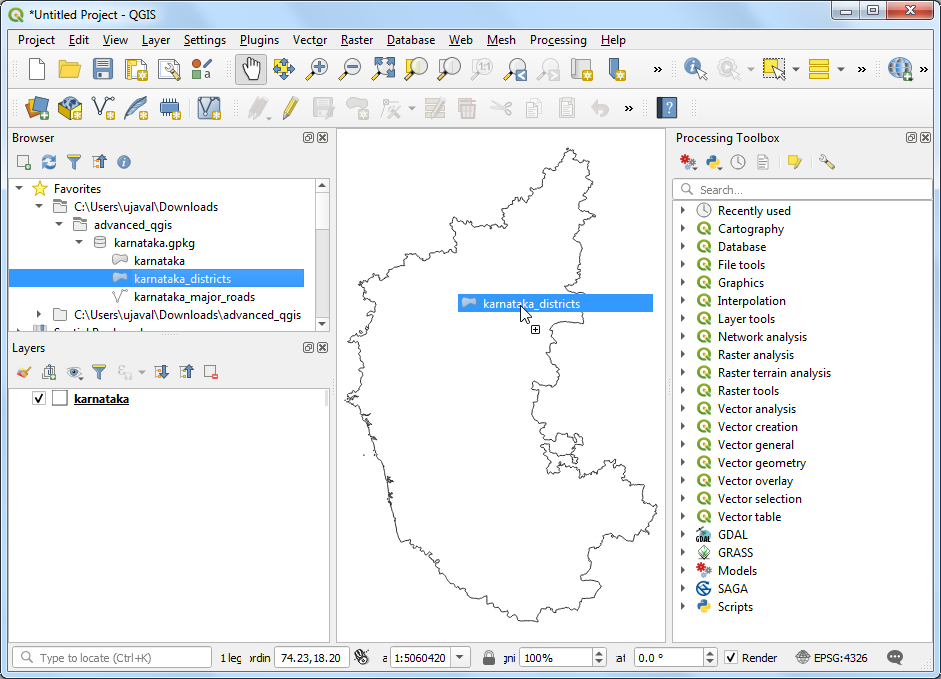 *Untitled Project - QGIS
Project Edit View Layer Settings Plugins Vector Raster Database Web Mesh Processing Help
Browser
Favorites
C:\Users\ujaval\Downloads
advanced_qgis
karnataka.gpkg
karnataka
karnataka_districts
karnataka_major_roads
C:\Users\ujaval\Downloads\advanced_qgis
Layers
karnataka
karnataka_districts
Processing Toolbox
Search...
Recently used
Cartography
Database
File tools
Graphics
Interpolation
Layer tools
Network analysis
Raster analysis
Raster terrain analysis
Raster tools
Vector analysis
Vector creation
Vector general
Vector geometry
Vector overlay
Vector selection
Vector table
GDAL
GRASS
Models
SAGA
Scripts
Type to locate (Ctrl+K) 1 leg ordin 74.23,18.20 1:5060420 gni 100% at 0.0 ° Render EPSG:4326